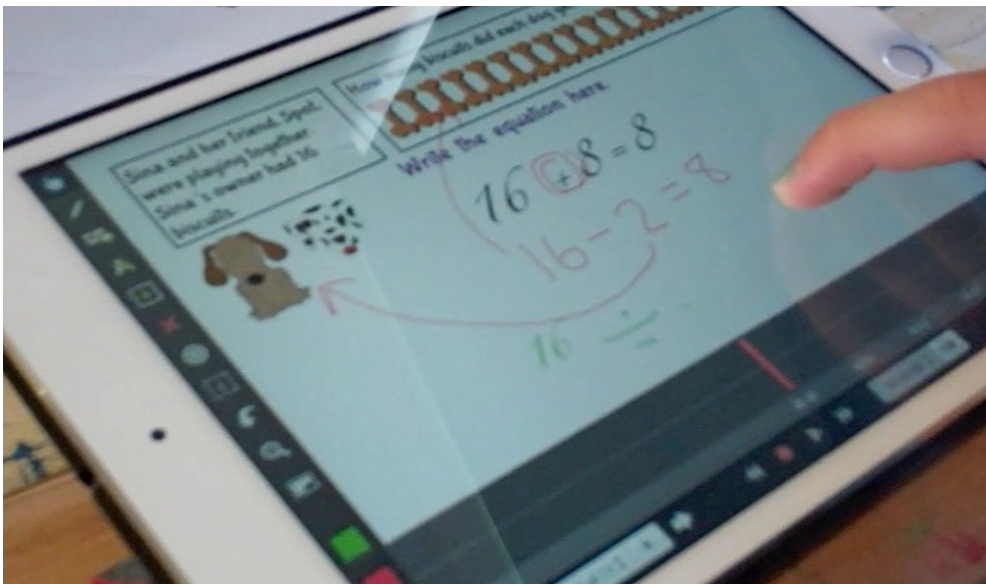 Sina and her friend Spot
were playing together
Sina's owner had 16
biscuits.
How many biscuits did each dog
Write the equation here
16 + 8 = 8
16 - 2 = 8
16 ÷